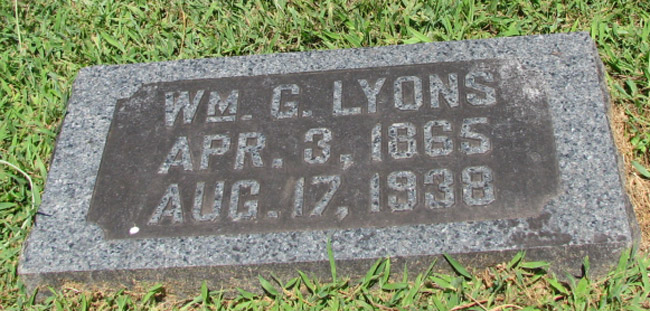 WM. G. LYONS
APR. 3, 1865
AUG. 17, 1938